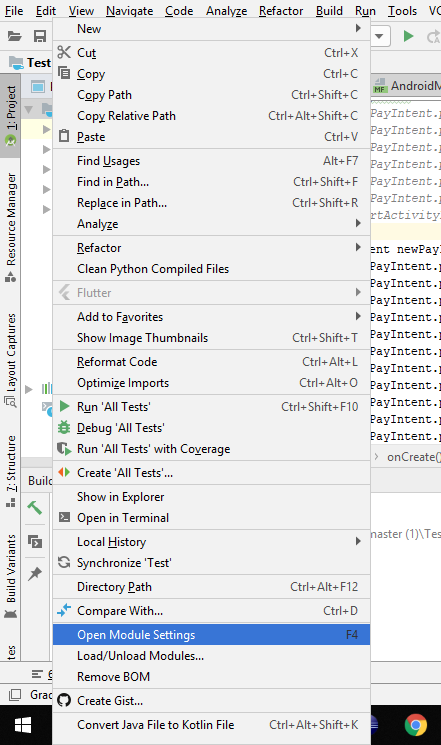 File Edit View Navigate Code Analyze Refactor Build Run Tools VC
Test
1: Project
Resource Manager
Layout Captures
Z: Structure
Build Variants
New
Cut Ctrl+X
Copy Ctrl+C
Copy Path Ctrl+Shift+C
Copy Relative Path Ctrl+Alt+Shift+C
Paste Ctrl+V
Find Usages Alt+F7
Find in Path... Ctrl+Shift+F
Replace in Path... Ctrl+Shift+R
Analyze
Refactor
Clean Python Compiled Files
Flutter
Add to Favorites
Show Image Thumbnails Ctrl+Shift+T
Reformat Code Ctrl+Alt+L
Optimize Imports Ctrl+Alt+O
Run 'All Tests' Ctrl+Shift+F10
Debug 'All Tests'
Run 'All Tests' with Coverage
Create 'All Tests'...
Show in Explorer
Open in Terminal
Local History
Synchronize 'Test'
Directory Path Ctrl+Alt+F12
Compare With... Ctrl+D
Open Module Settings F4
Load/Unload Modules...
Remove BOM
Create Gist...
Convert Java File to Kotlin File Ctrl+Alt+Shift+K
MF AndroidM
PayIntent.p
PayIntent.p
PayIntent.p
PayIntent.p
PayIntent.p
PayIntent.p
rtActivity
ent newPayI
PayIntent.p
PayIntent.p
PayIntent.p
PayIntent.p
PayIntent.p
PayIntent.p
PayIntent.p
PayIntent.p
PayIntent.p
PayIntent.p
PayIntent.p
onCreate()
master (1)\Tes
Buil
Grad